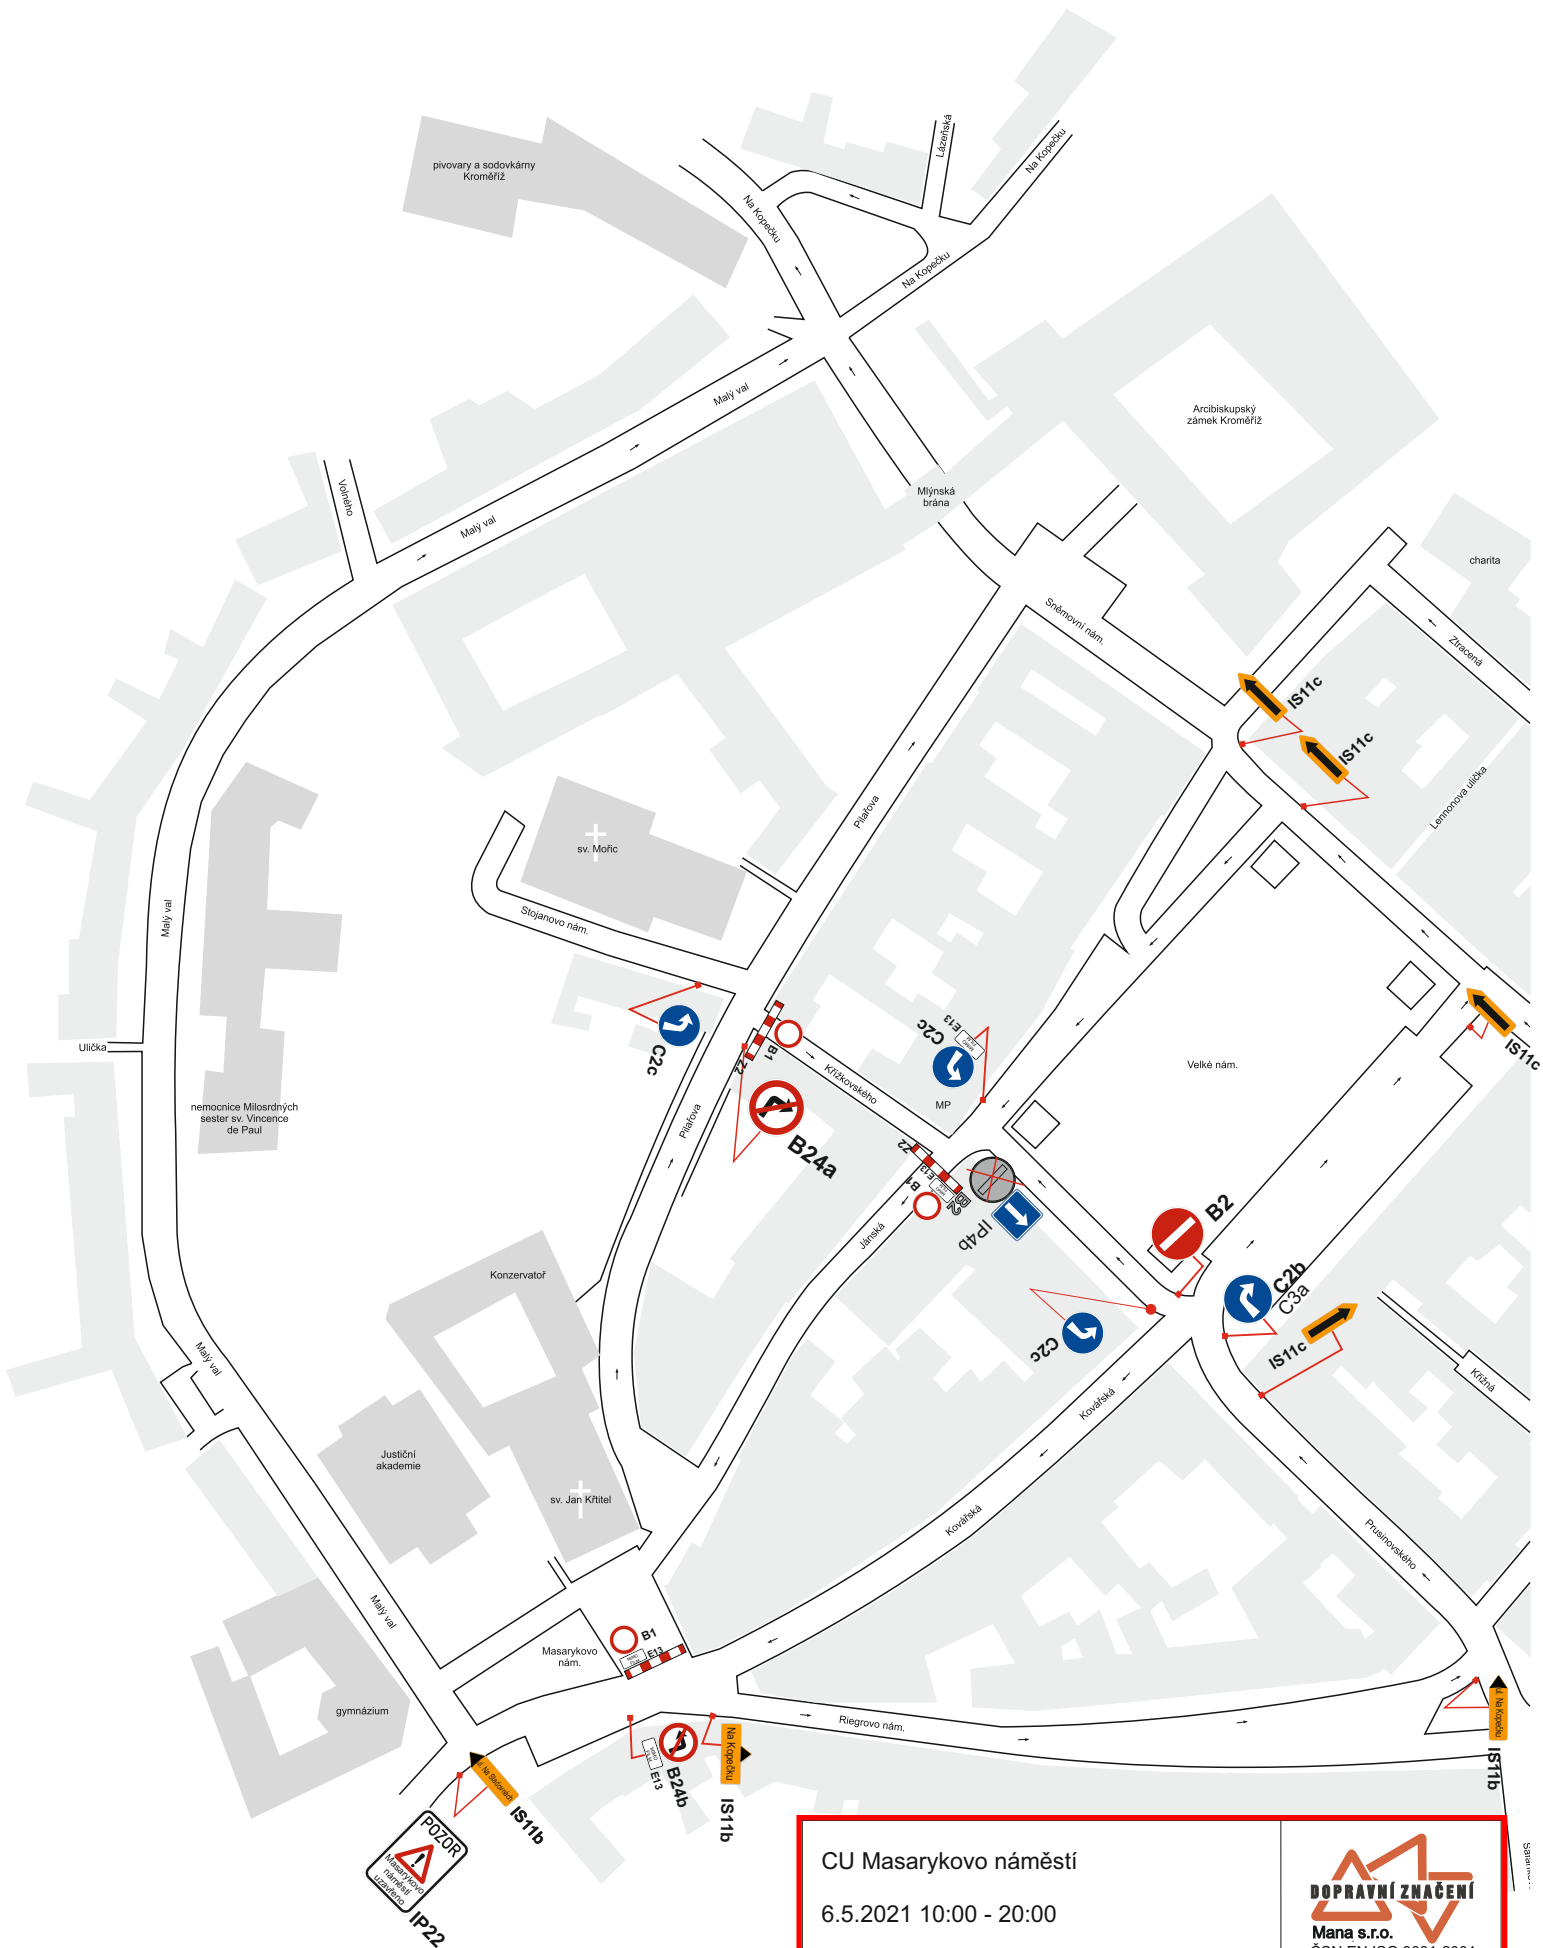 pivovary a sodovkárny
Kroměříž
Lázeňská
Na Kopečku
Na Kopečku
Na Kopečku
Malý val
Arcibiskupský
zámek Kroměříž
Mlýnská
brána
Volného
Malý val
charita
Sněmovní nám.
Ztracená
IS11c
IS11c
Lennonova ulička
Pilařova
sv. Mořic
Stojanovo nám.
Malý val
Ulička
C2c
Z2
B1
C2c
E13
MIMO
Křižkovského
MP
Velké nám.
IS11c
nemocnice Milosrdných
sester sv. Vincence
de Paul
Pilařova
B24a
Z2
E13
B1
B2
IP4b
B2
Jánská
Konzervatoř
C2b
C3a
C2c
IS11c
Malý val
Křižná
Kovářská
Justiční
akademie
sv. Jan Křtitel
Kovářská
Prusinovského
Malý val
B1
E13
Masarykovo
nám.
gymnázium
Riegrovo nám.
Na Kopečku
IS11b
E13
B24b
IS11b
ul. Na Kopečku
IS11b
POZOR
Masarykovo
náměstí
uzavřeno
IP22
CU Masarykovo náměstí
6.5.2021 10:00 - 20:00
DOPRAVNÍ ZNAČENÍ
Mana s.r.o.